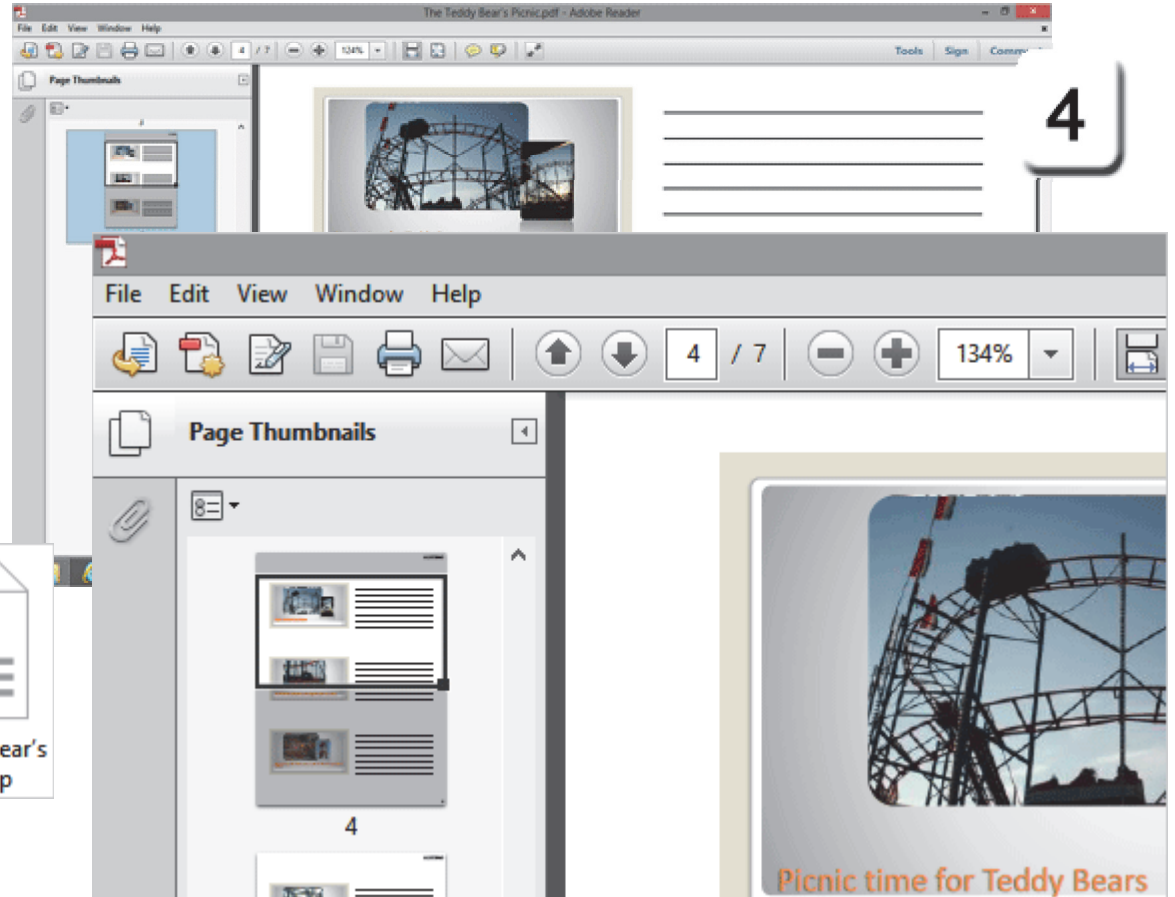 The Teddy Bear's Picnic.pdf - Adobe Reader
File Edit View Window Help
4 / 7 134%
Tools Sign
Page Thumbnails
4
File Edit View Window Help
4 / 7 134%
Page Thumbnails
4
Picnic time for Teddy Bears
ear's
p